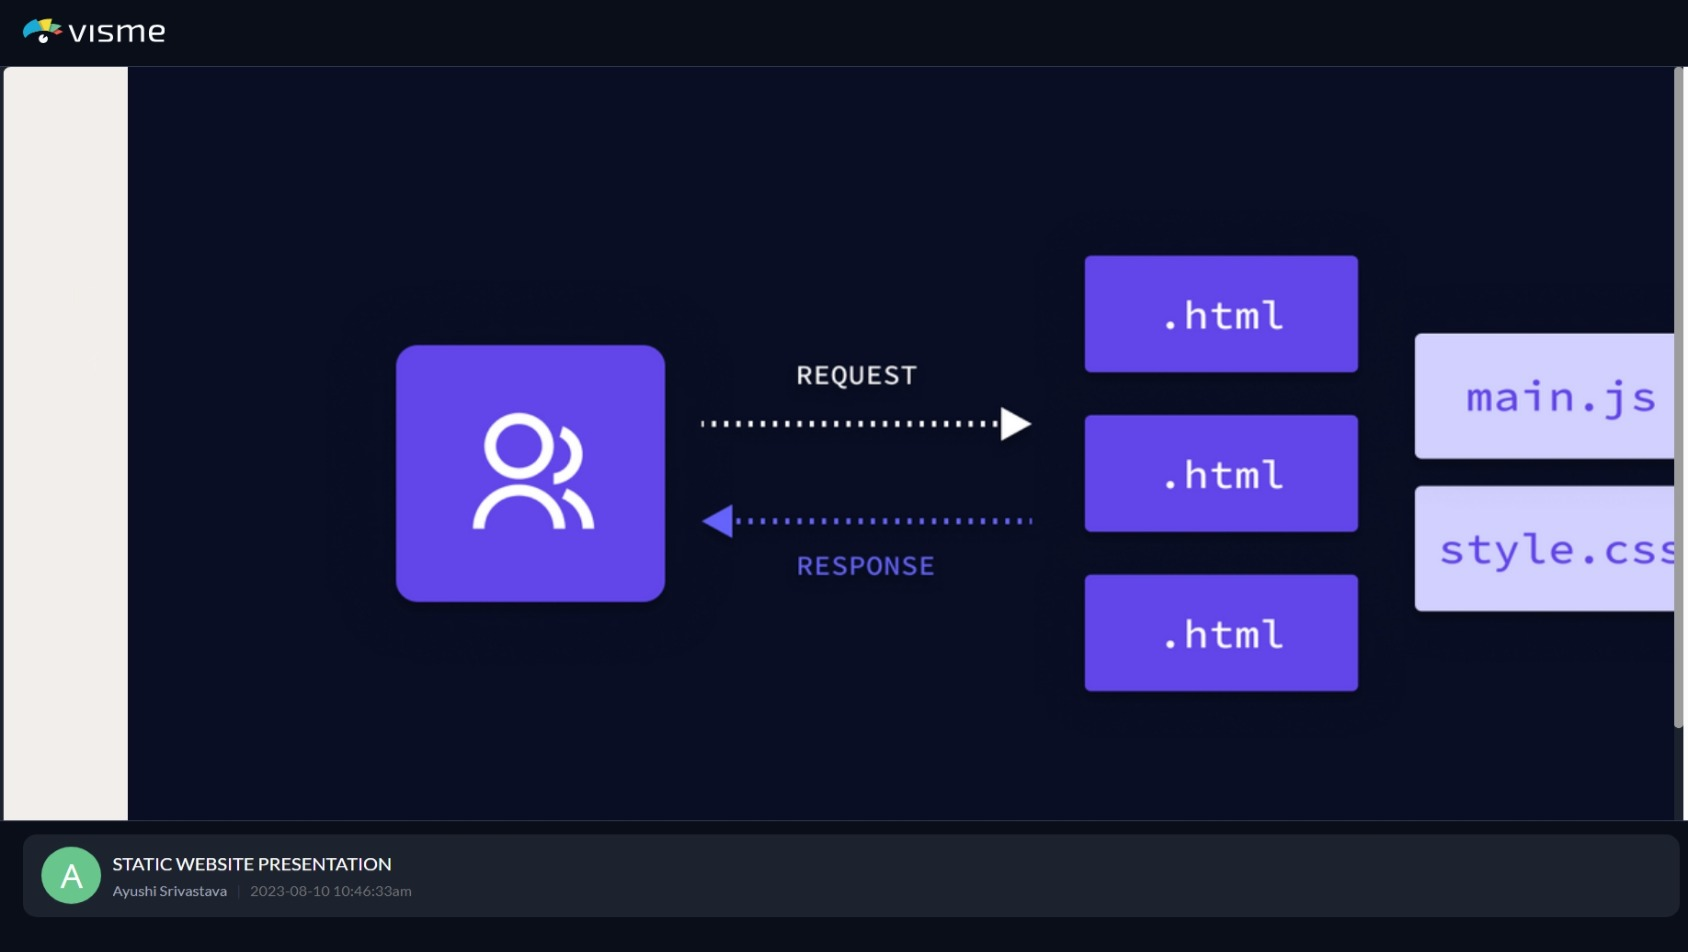 visme
REQUEST
RESPONSE
.html
.html
.html
main.js
style.css
A
STATIC WEBSITE PRESENTATION
Ayushi Srivastava | 2023-08-10 10:46:33am